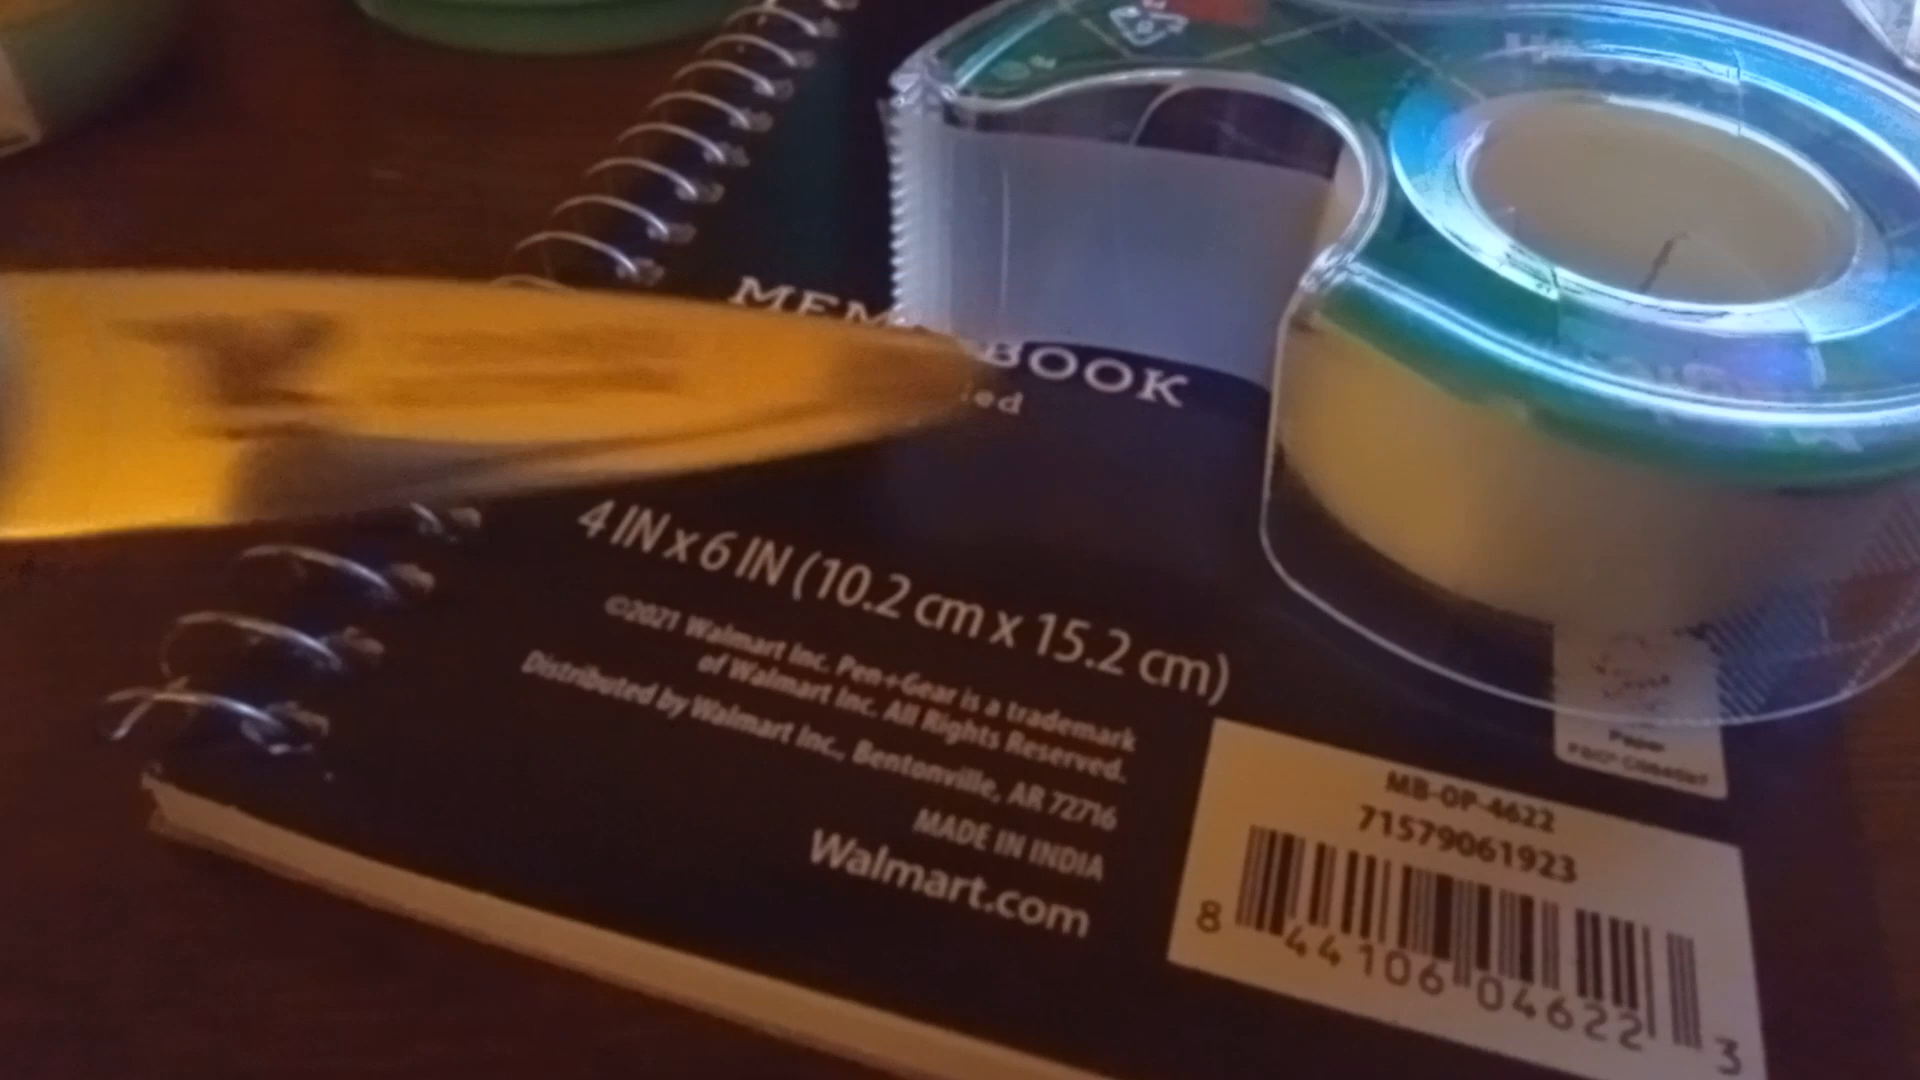 BOOK
4 IN x 6 IN (10.2 cm x 15.2 cm)
©2021 Walmart Inc. Pen+Gear is a trademark
of Walmart Inc. All Rights Reserved.
Distributed by Walmart Inc., Bentonville, AR 72716
MADE IN INDIA
Walmart.com
Paper
MB-OP-4622
71579061923
8 44106 04622 3